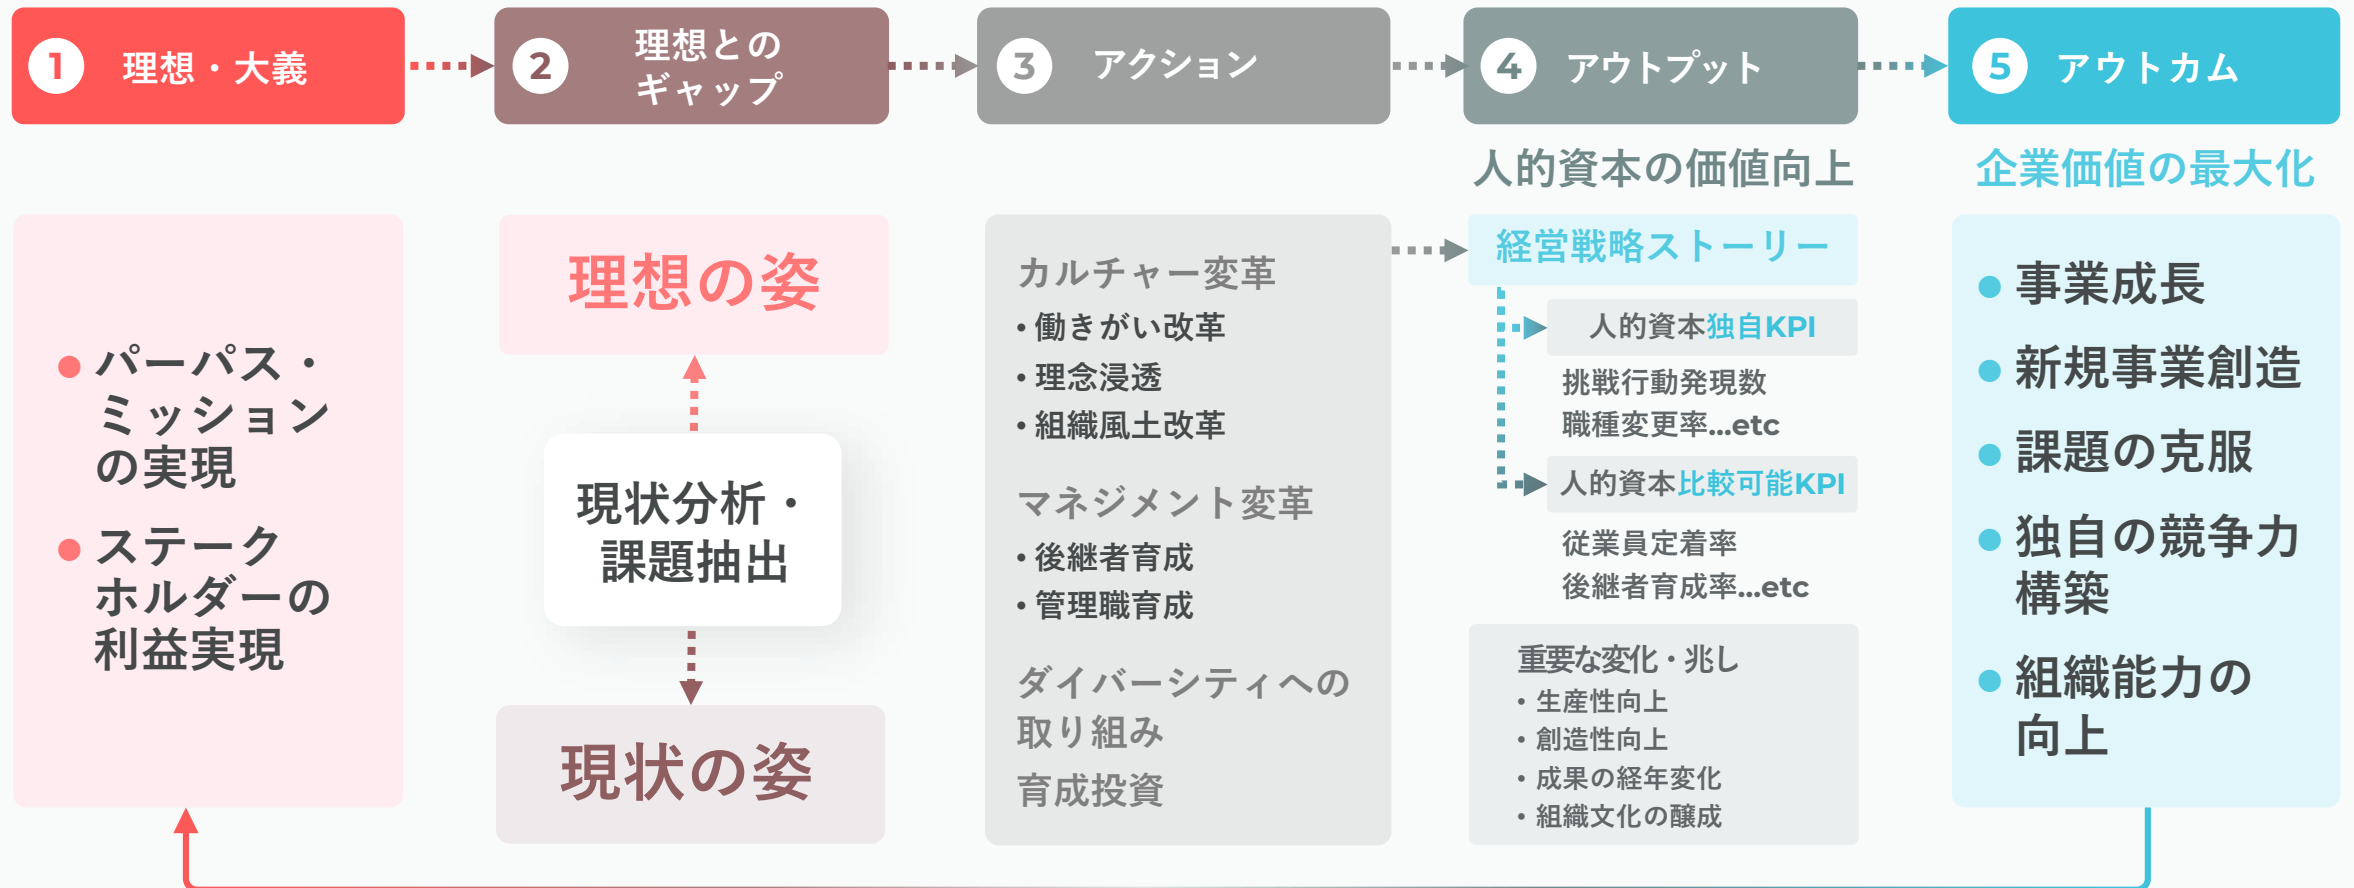 1 理想・大義
2 理想との
ギャップ
3 アクション
4 アウトプット
5 アウトカム
人的資本の価値向上
企業価値の最大化
● パーパス・
ミッション
の実現
● ステーク
ホルダーの
利益実現
理想の姿
現状分析・
課題抽出
現状の姿
カルチャー変革
・働きがい改革
・理念浸透
・組織風土改革
マネジメント変革
・後継者育成
・管理職育成
ダイバーシティへの
取り組み
育成投資
経営戦略ストーリー
人的資本独自KPI
挑戦行動発現数
職種変更率...etc
人的資本比較可能KPI
従業員定着率
後継者育成率...etc
重要な変化・兆し
・生産性向上
・創造性向上
・成果の経年変化
・組織文化の醸成
● 事業成長
● 新規事業創造
● 課題の克服
● 独自の競争力
構築
● 組織能力の
向上